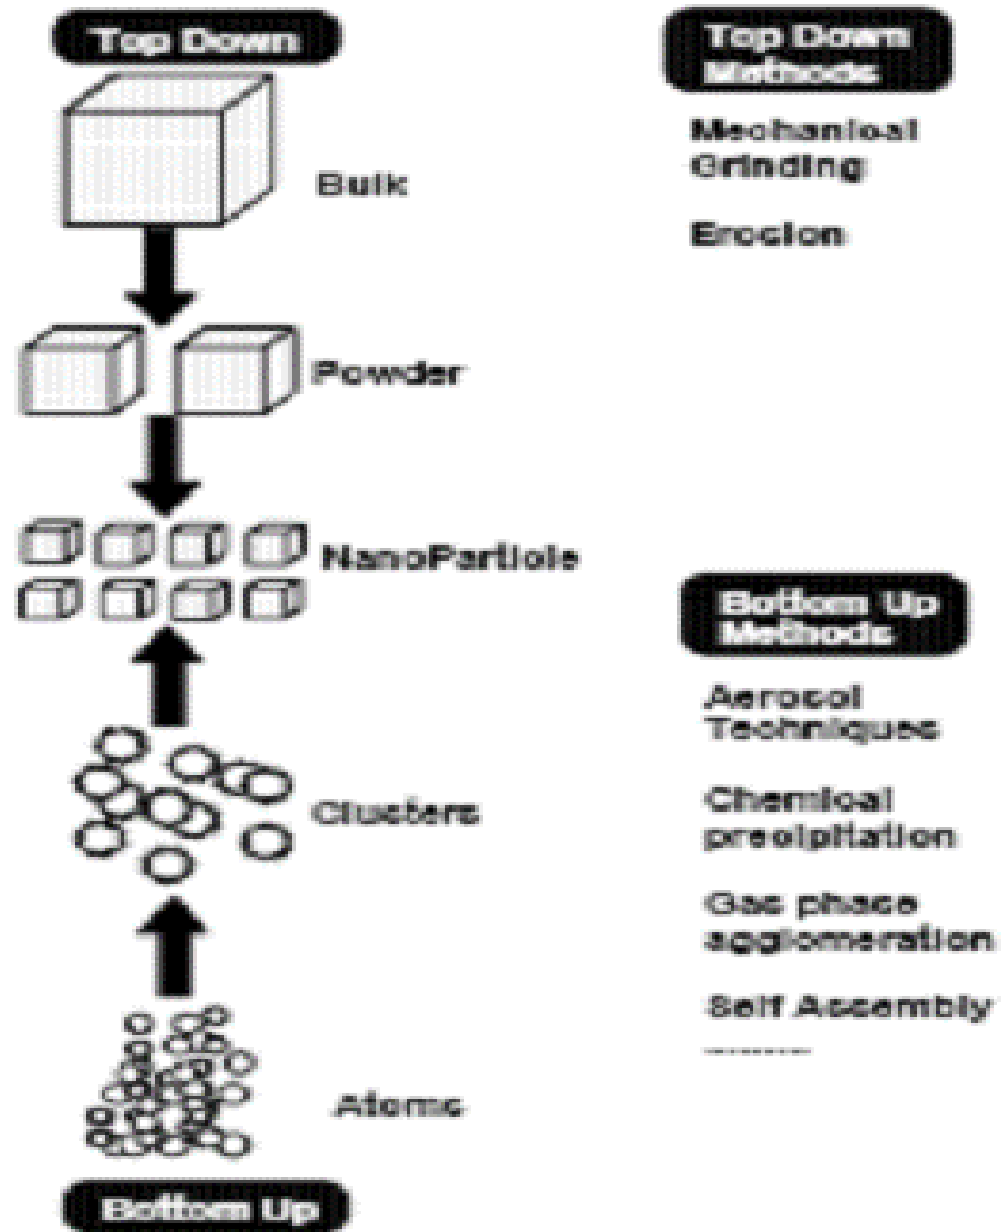 Top Down
Bulk
Powder
NanoParticle
Clusters
Atoms
Bottom Up
Top Down
Methods
Mechanical
Grinding
Erosion
Bottom Up
Methods
Aerosol
Techniques
Chemical
precipitation
Gas phase
agglomeration
Self Assembly